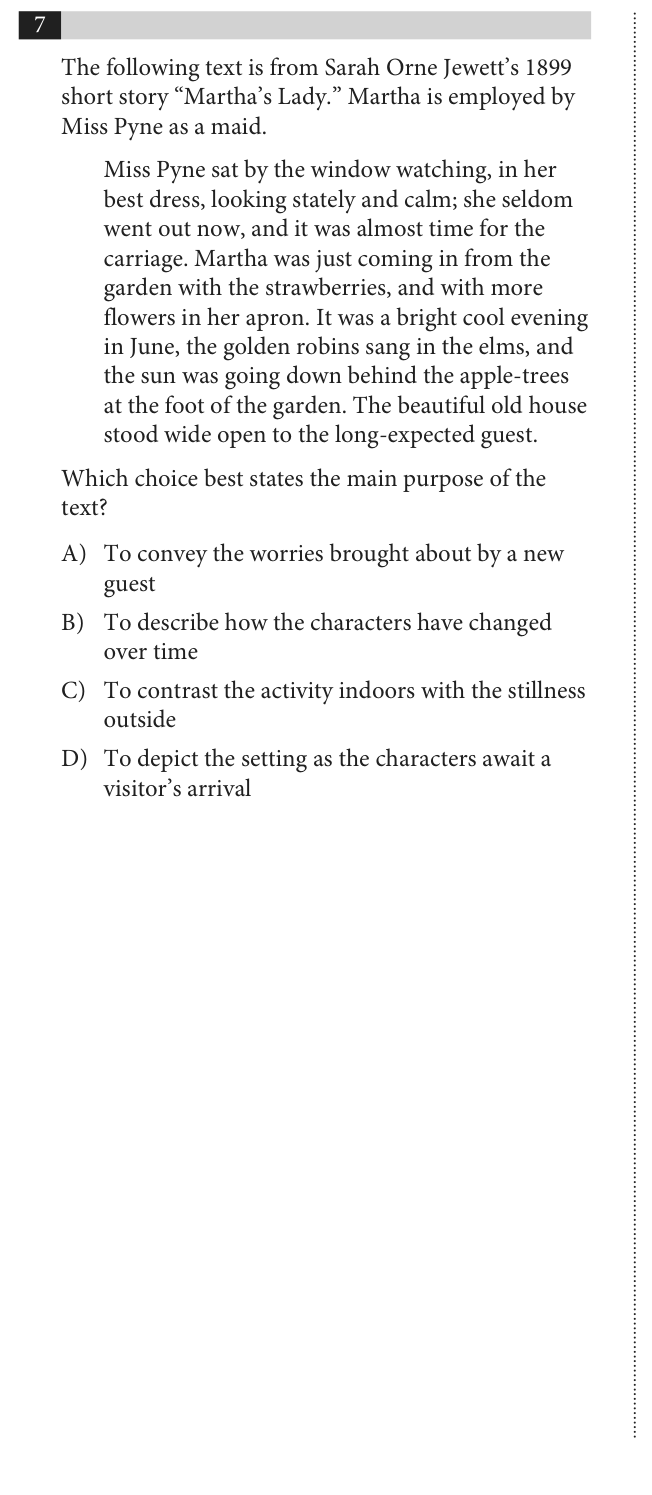 7
The following text is from Sarah Orne Jewett’s 1899
short story “Martha’s Lady.” Martha is employed by
Miss Pyne as a maid.
Miss Pyne sat by the window watching, in her
best dress, looking stately and calm; she seldom
went out now, and it was almost time for the
carriage. Martha was just coming in from the
garden with the strawberries, and with more
flowers in her apron. It was a bright cool evening
in June, the golden robins sang in the elms, and
the sun was going down behind the apple-trees
at the foot of the garden. The beautiful old house
stood wide open to the long-expected guest.
Which choice best states the main purpose of the
text?
A) To convey the worries brought about by a new
guest
B) To describe how the characters have changed
over time
C) To contrast the activity indoors with the stillness
outside
D) To depict the setting as the characters await a
visitor’s arrival